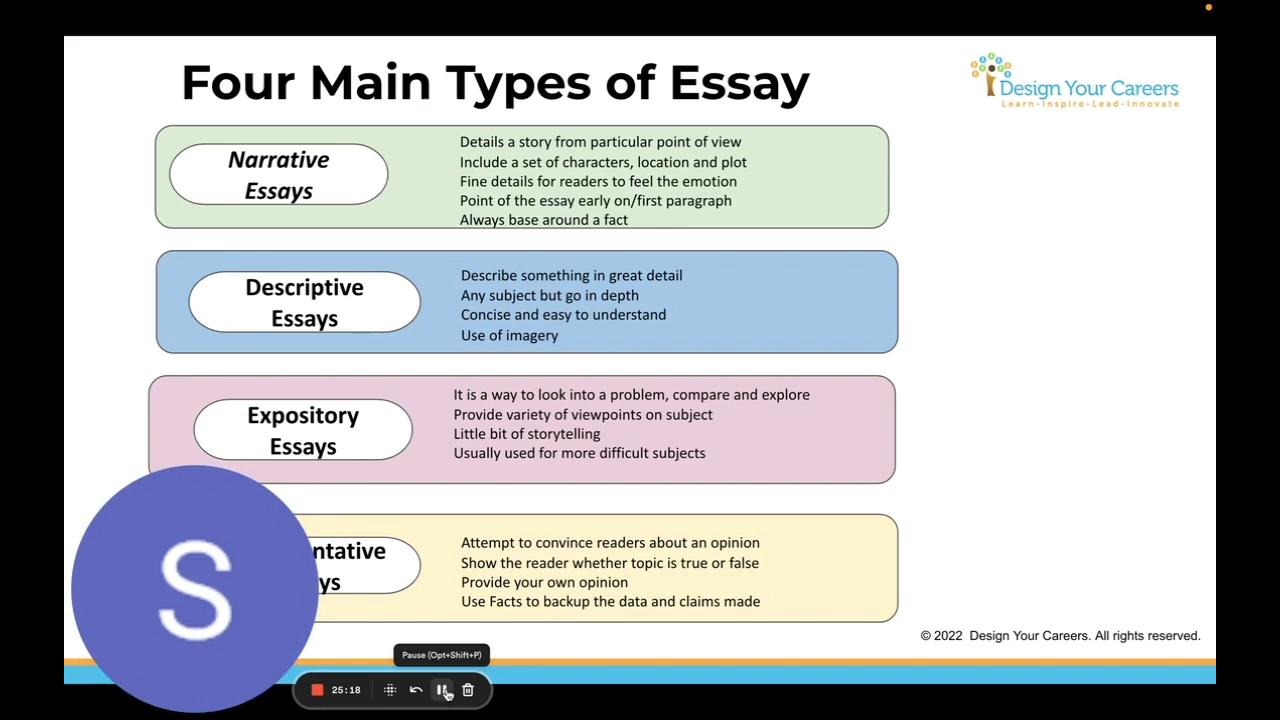 Four Main Types of Essay
Design Your Careers
Learn-Inspire-Lead-Innovate
Narrative
Essays
Details a story from particular point of view
Include a set of characters, location and plot
Fine details for readers to feel the emotion
Point of the essay early on/first paragraph
Always base around a fact
Descriptive
Essays
Describe something in great detail
Any subject but go in depth
Concise and easy to understand
Use of imagery
Expository
Essays
It is a way to look into a problem, compare and explore
Provide variety of viewpoints on subject
Little bit of storytelling
Usually used for more difficult subjects
ntative
ys
Attempt to convince readers about an opinion
Show the reader whether topic is true or false
Provide your own opinion
Use Facts to backup the data and claims made
S
© 2022 Design Your Careers. All rights reserved.
Pause (Opt+Shift+P)
25:18